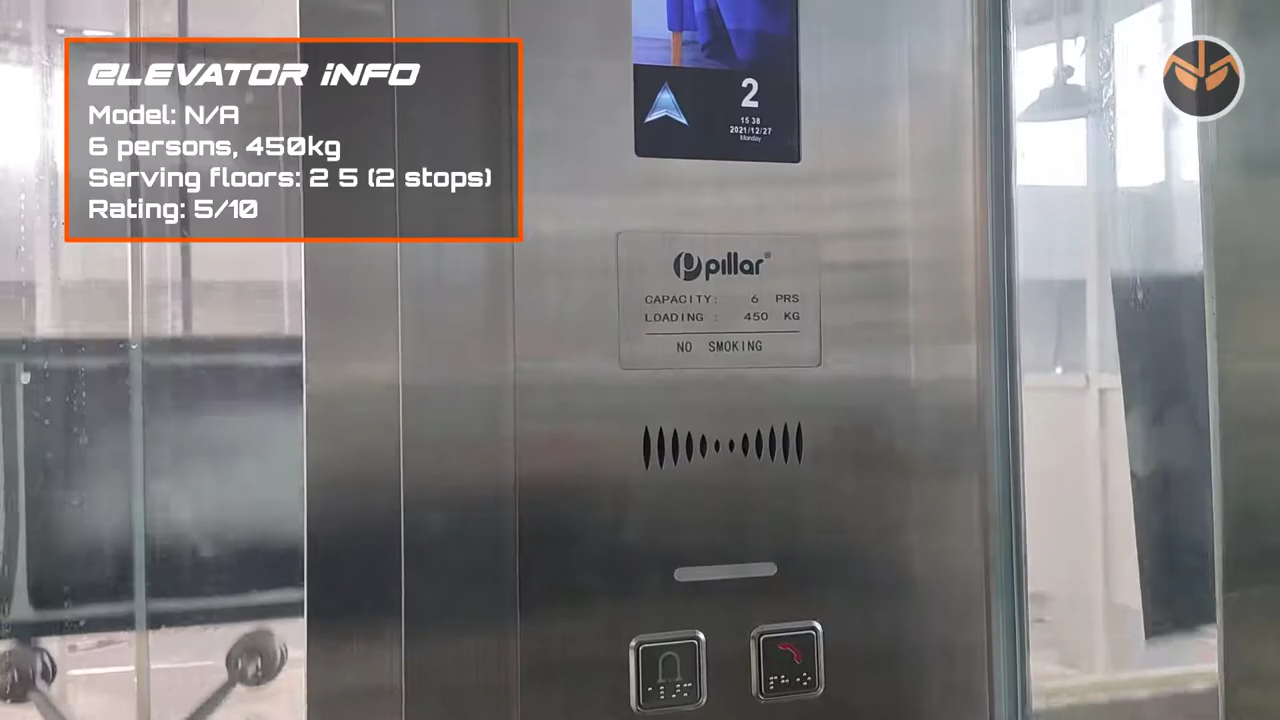 ELEVATOR INFO
Model: N/A
6 persons, 450kg
Serving floors: 2 5 (2 stops)
Rating: 5/10
2
15 38
2021/12/27
Monday
pillar®
CAPACITY: 6 PRS
LOADING : 450 KG
NO SMOKING